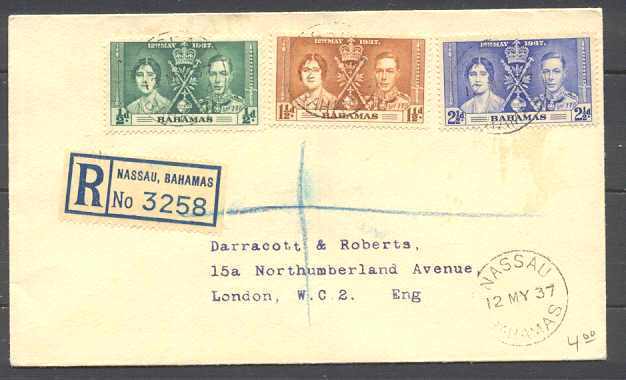 12TH MAY 1937.
½d ½d
BAHAMAS
12TH MAY 1937.
1½d. 1½d.
BAHAMAS
12TH MAY 1937.
2½d 2½d
BAHAMAS
R NASSAU, BAHAMAS
No 3258
Darracott & Roberts,
15a Northumberland Avenue,
London, W.C.2. Eng
NASSAU
12 MY 37
BAHAMAS
4.00